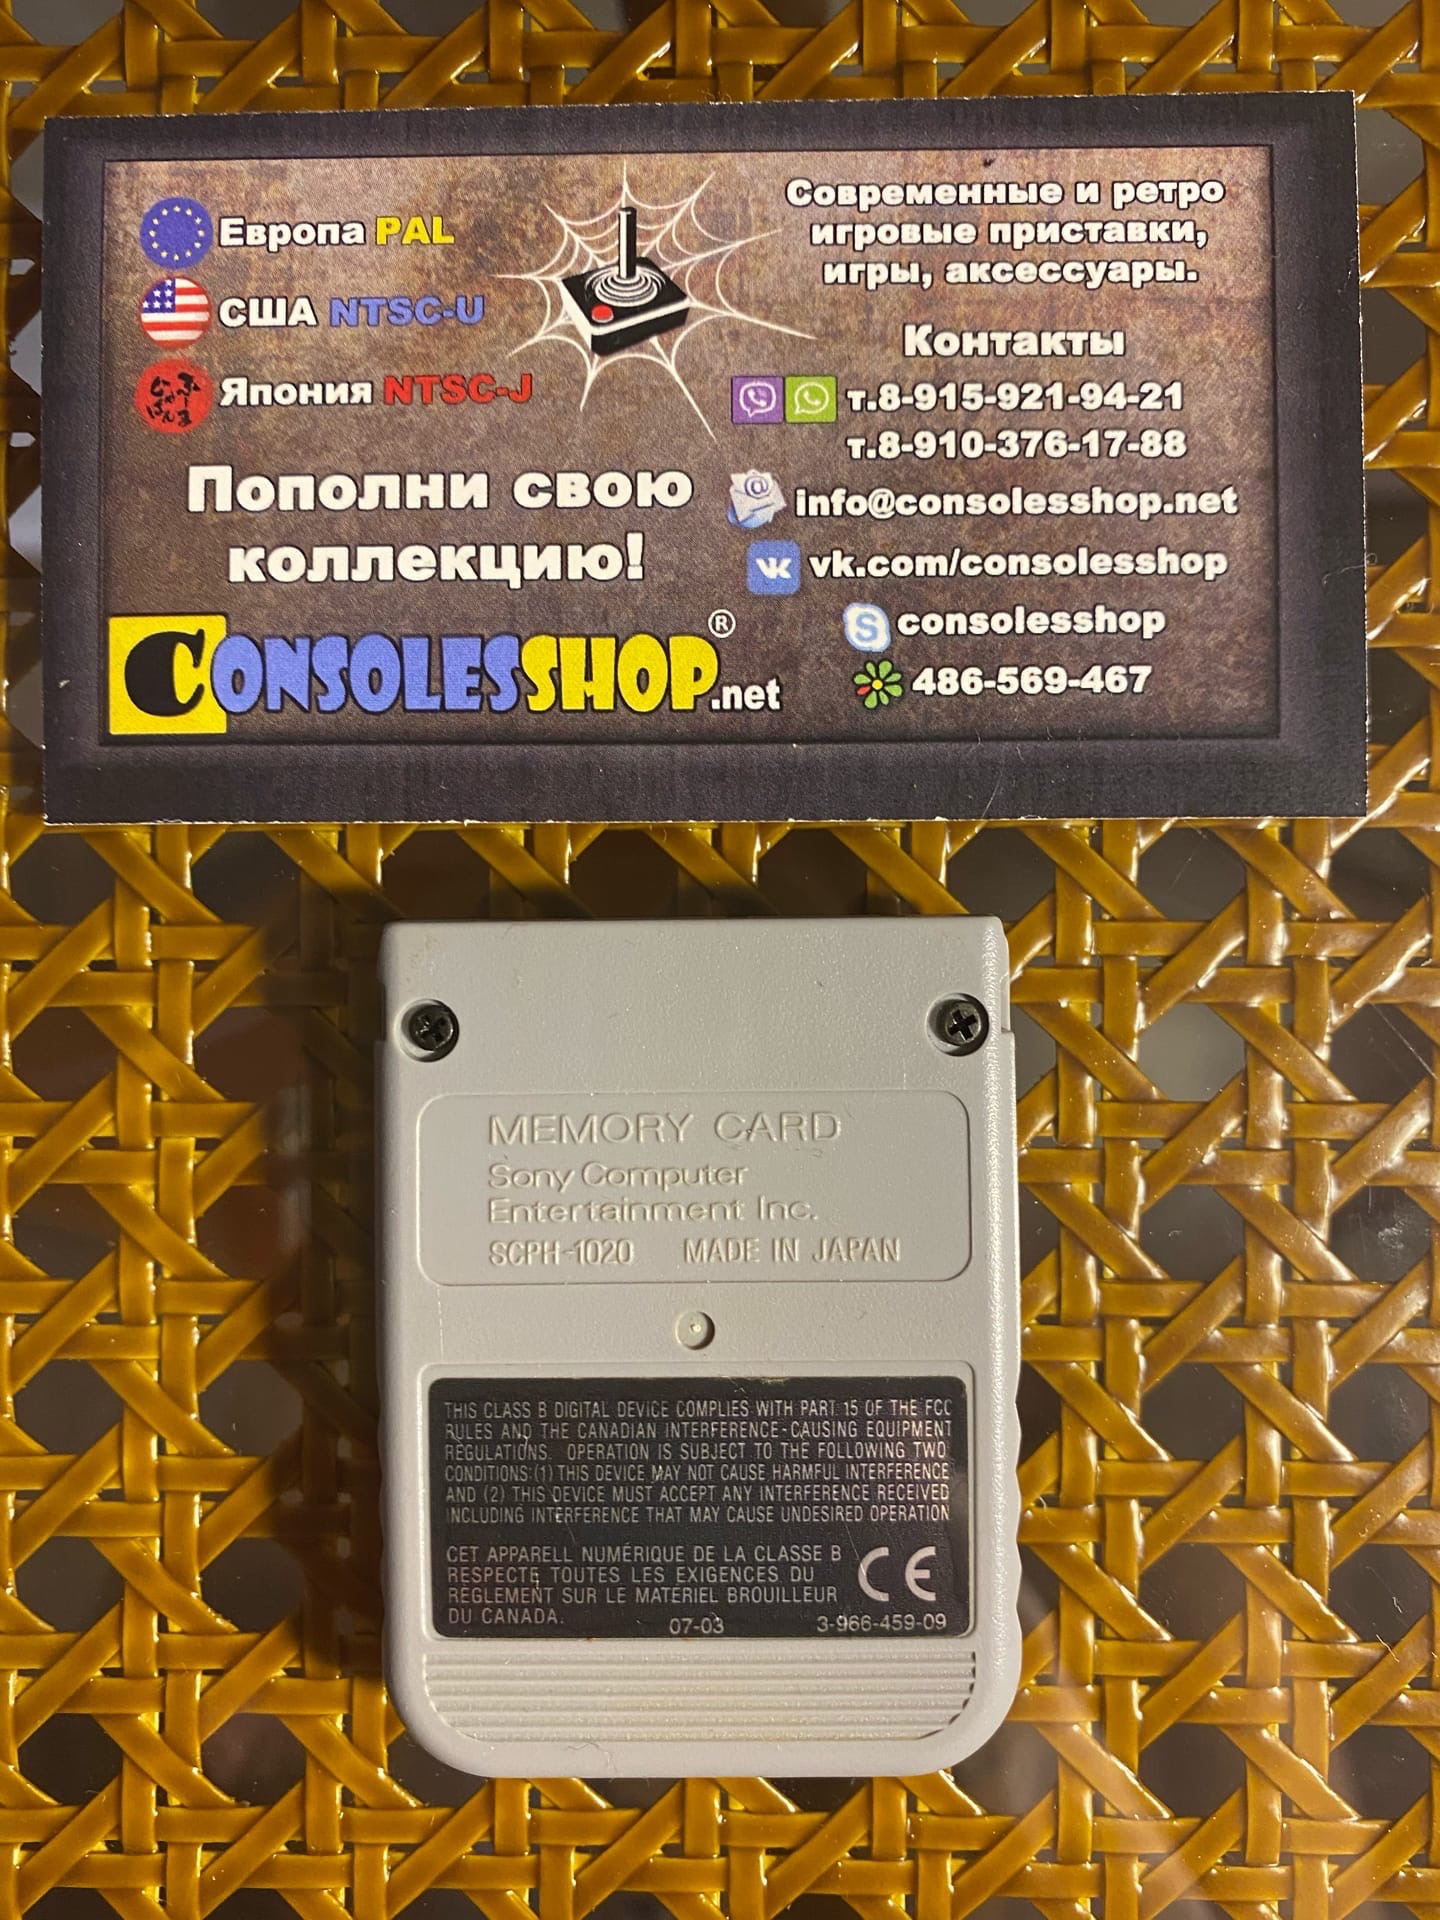 Европа PAL
США NTSC-U
Япония NTSC-J
Пополни свою
коллекцию!
CONSOLESSHOP.net
®
Современные и ретро
игровые приставки,
игры, аксессуары.
Контакты
т.8-915-921-94-21
т.8-910-376-17-88
info@consolesshop.net
vk.com/consolesshop
consolesshop
486-569-467
MEMORY CARD
Sony Computer
Entertainment Inc.
SCPH-1020 MADE IN JAPAN
THIS CLASS B DIGITAL DEVICE COMPLIES WITH PART 15 OF THE FCC
RULES AND THE CANADIAN INTERFERENCE-CAUSING EQUIPMENT
REGULATIONS. OPERATION IS SUBJECT TO THE FOLLOWING TWO
CONDITIONS:(1) THIS DEVICE MAY NOT CAUSE HARMFUL INTERFERENCE
AND (2) THIS DEVICE MUST ACCEPT ANY INTERFERENCE RECEIVED
INCLUDING INTERFERENCE THAT MAY CAUSE UNDESIRED OPERATION
CET APPARELL NUMÉRIQUE DE LA CLASSE B
RESPECTE TOUTES LES EXIGENCES DU
RÈGLEMENT SUR LE MATÉRIEL BROUILLEUR
DU CANADA.
CE
07-03 3-966-459-09